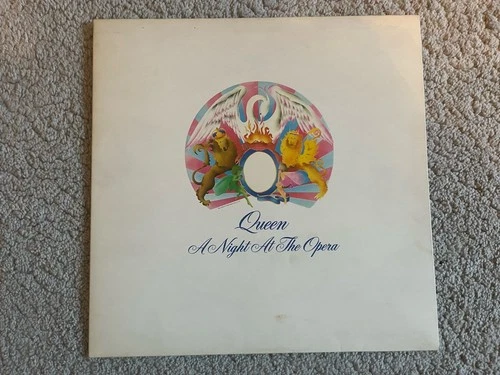 Queen
A Night At The Opera